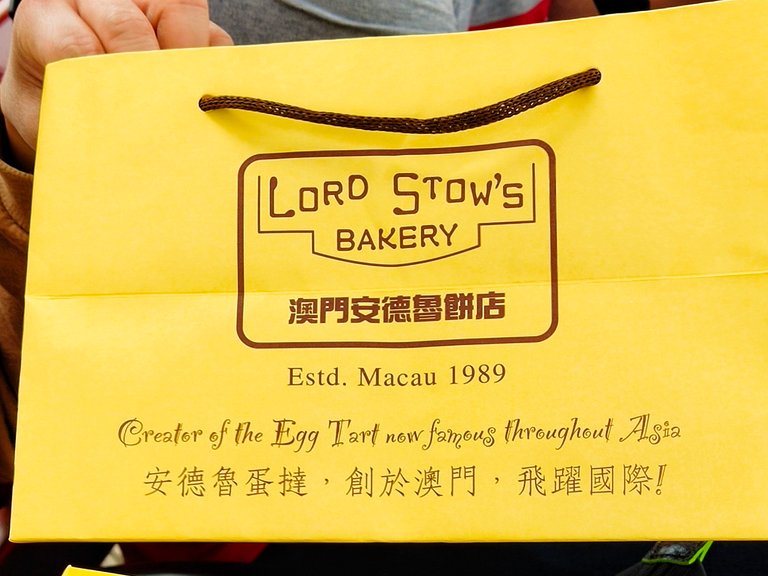 LORD STOW'S
BAKERY
澳門安德魯餅店
Estd. Macau 1989
Creator of the Egg Tart now famous throughout Asia
安德魯蛋撻，創於澳門，飛躍國際!